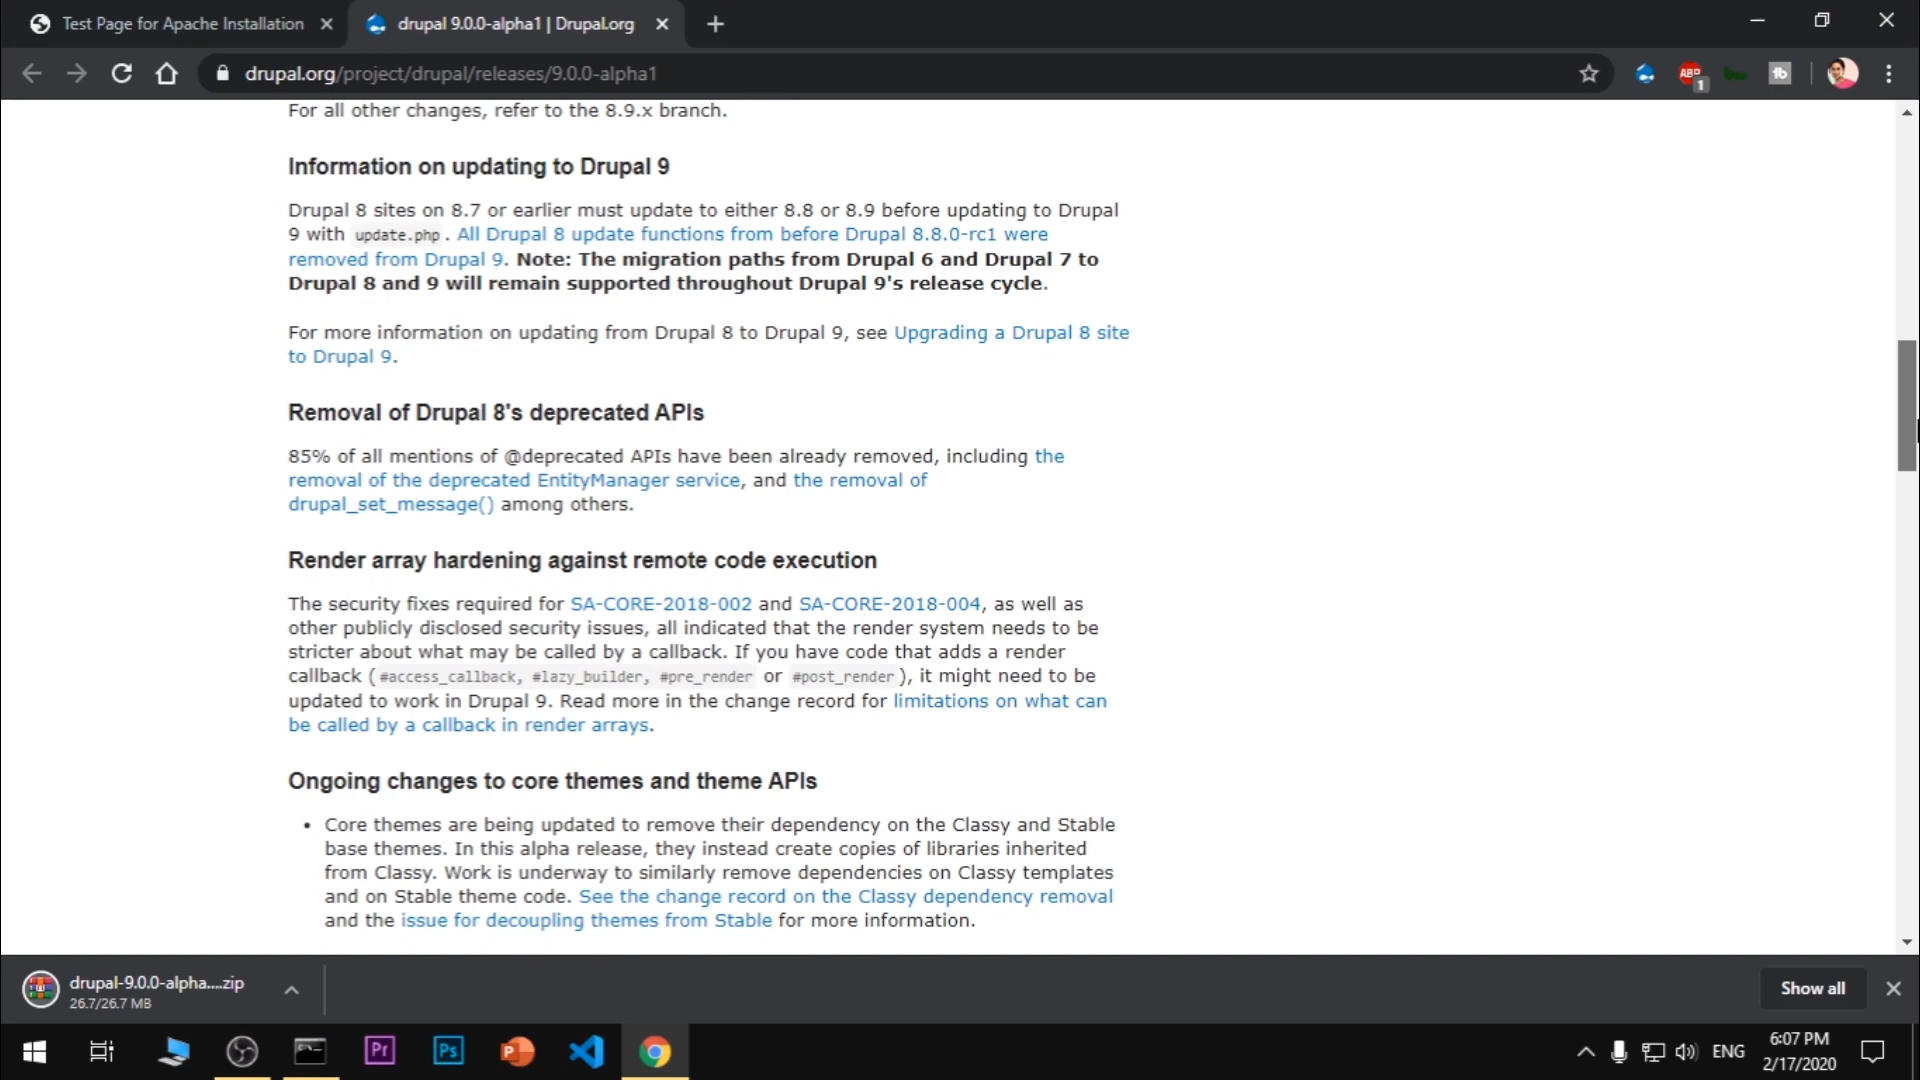 Test Page for Apache Installation
drupal 9.0.0-alpha1 | Drupal.org
drupal.org/project/drupal/releases/9.0.0-alpha1
ABP
1
tb
For all other changes, refer to the 8.9.x branch.
Information on updating to Drupal 9
Drupal 8 sites on 8.7 or earlier must update to either 8.8 or 8.9 before updating to Drupal
9 with update.php. All Drupal 8 update functions from before Drupal 8.8.0-rc1 were
removed from Drupal 9. Note: The migration paths from Drupal 6 and Drupal 7 to
Drupal 8 and 9 will remain supported throughout Drupal 9's release cycle.
For more information on updating from Drupal 8 to Drupal 9, see Upgrading a Drupal 8 site
to Drupal 9.
Removal of Drupal 8's deprecated APIs
85% of all mentions of @deprecated APIs have been already removed, including the
removal of the deprecated EntityManager service, and the removal of
drupal_set_message() among others.
Render array hardening against remote code execution
The security fixes required for SA-CORE-2018-002 and SA-CORE-2018-004, as well as
other publicly disclosed security issues, all indicated that the render system needs to be
stricter about what may be called by a callback. If you have code that adds a render
callback (#access_callback, #lazy_builder, #pre_render or #post_render), it might need to be
updated to work in Drupal 9. Read more in the change record for limitations on what can
be called by a callback in render arrays.
Ongoing changes to core themes and theme APIs
• Core themes are being updated to remove their dependency on the Classy and Stable
base themes. In this alpha release, they instead create copies of libraries inherited
from Classy. Work is underway to similarly remove dependencies on Classy templates
and on Stable theme code. See the change record on the Classy dependency removal
and the issue for decoupling themes from Stable for more information.
drupal-9.0.0-alpha....zip
26.7/26.7 MB
Show all
Pr
Ps
P
ENG
6:07 PM
2/17/2020